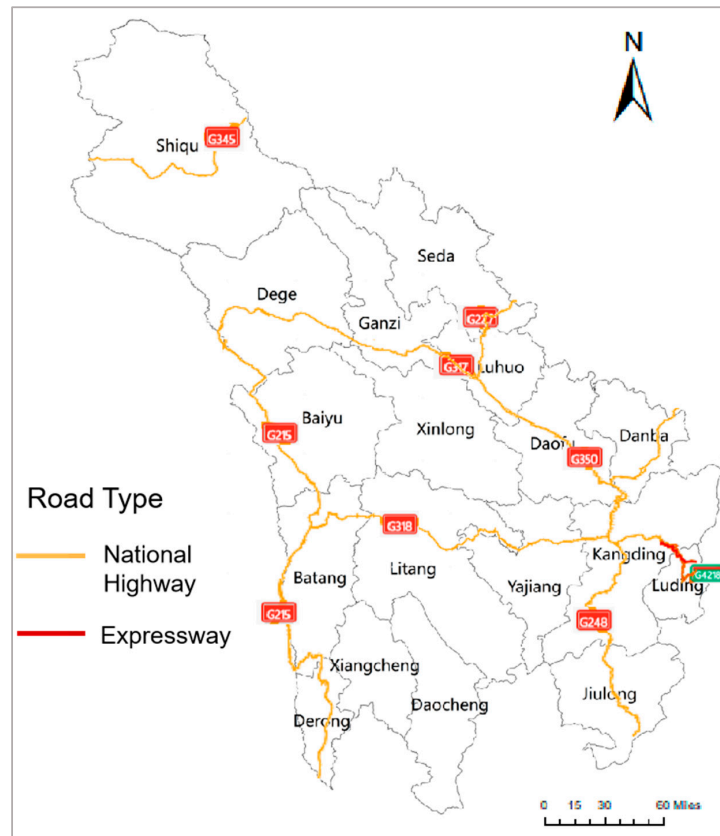 N
G345
Shiqu
Seda
Dege
G227
Ganzi
G317
Luhuo
Baiyu
G215
Xinlong
Daofu
Danba
G350
Road Type
National
Highway
Expressway
G318
Kangding
Batang
Litang
Yajiang
Luding
G4218
G215
G248
Xiangcheng
Jiulong
Daocheng
Derong
0 15 30 60 Miles